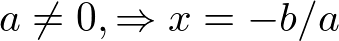 a ≠ 0, ⇒ x = −b/a